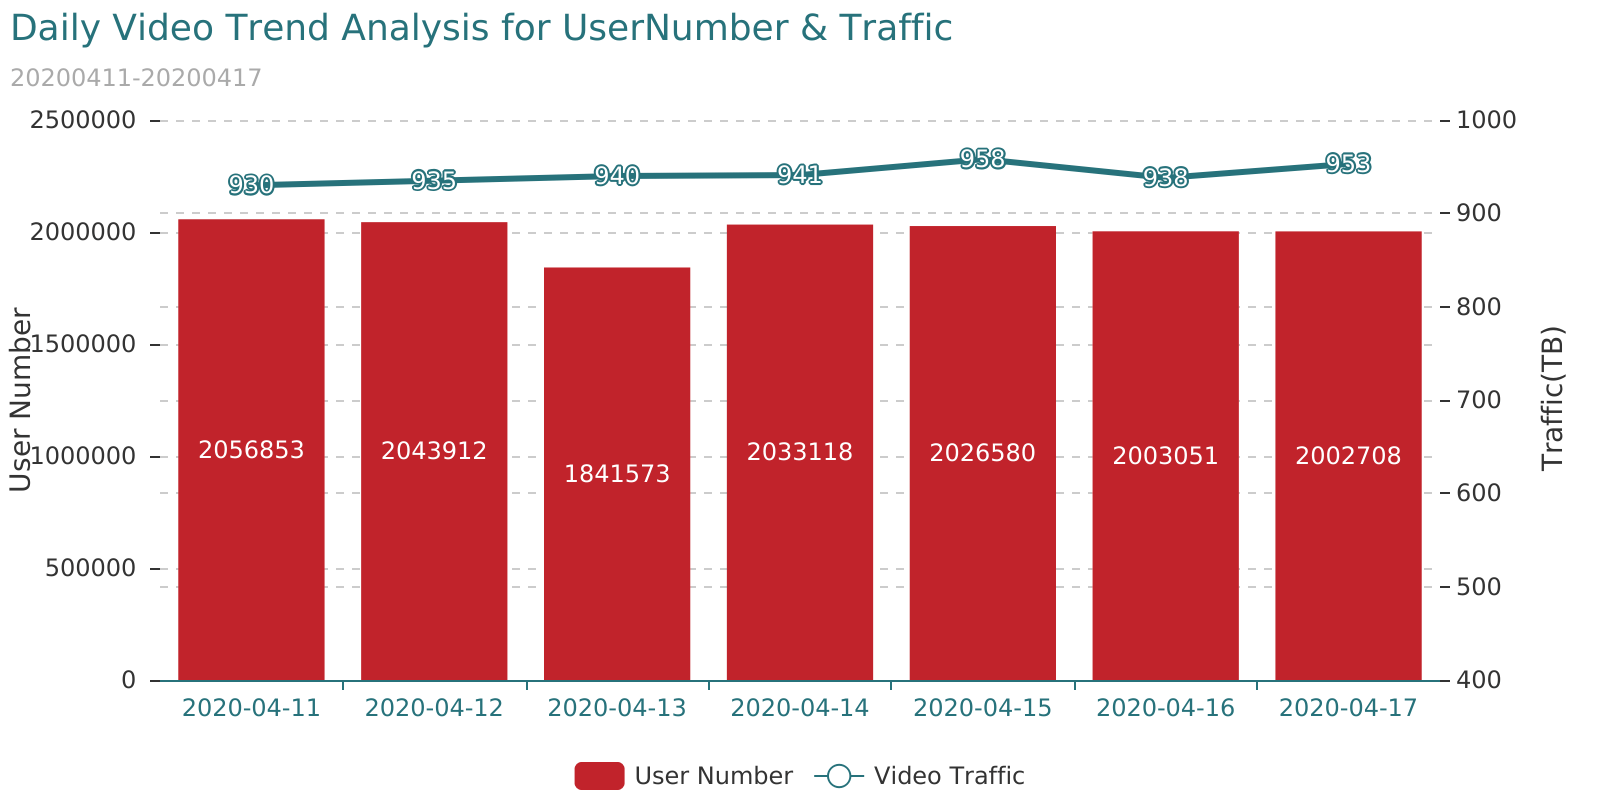 Daily Video Trend Analysis for UserNumber & Traffic
20200411-20200417
User Number
Traffic(TB)
2500000
2000000
1500000
1000000
500000
0
1000
900
800
700
600
500
400
930 935 940 941 958 938 953
2056853 2043912 1841573 2033118 2026580 2003051 2002708
2020-04-11 2020-04-12 2020-04-13 2020-04-14 2020-04-15 2020-04-16 2020-04-17
User Number Video Traffic